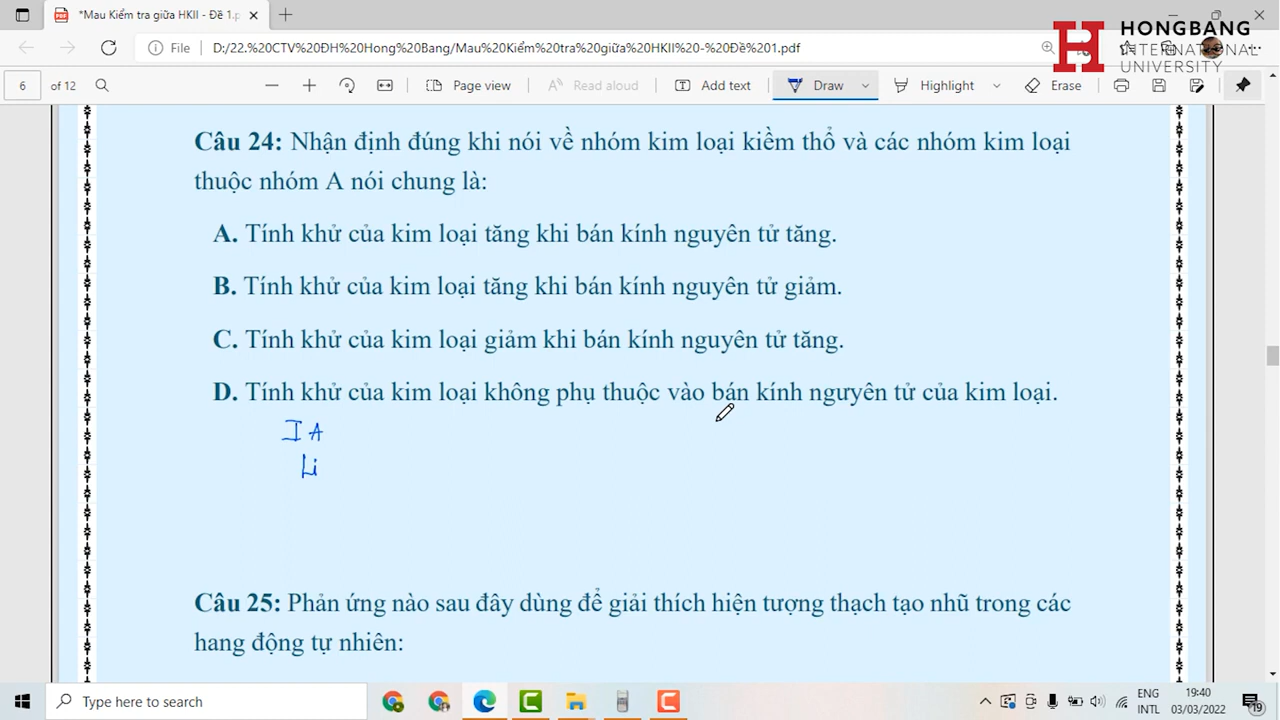 *Mau Kiểm tra giữa HKII - Đề 1.p
HONGBANG
INTERNATIONAL
UNIVERSITY
File
D:/22.%20CTV%20ĐH%20Hong%20Bang/Mau%20Kiểm%20tra%20giữa%20HKII%20-%20Đề%201.pdf
6 of 12
Page view
Read aloud
Add text
Draw
Highlight
Erase
Câu 24: Nhận định đúng khi nói về nhóm kim loại kiềm thổ và các nhóm kim loại
thuộc nhóm A nói chung là:
A. Tính khử của kim loại tăng khi bán kính nguyên tử tăng.
B. Tính khử của kim loại tăng khi bán kính nguyên tử giảm.
C. Tính khử của kim loại giảm khi bán kính nguyên tử tăng.
D. Tính khử của kim loại không phụ thuộc vào bán kính ngưyên tử của kim loại.
I A
Li
Câu 25: Phản ứng nào sau đây dùng để giải thích hiện tượng thạch tạo nhũ trong các
hang động tự nhiên:
Type here to search
ENG
INTL
19:40
03/03/2022
19